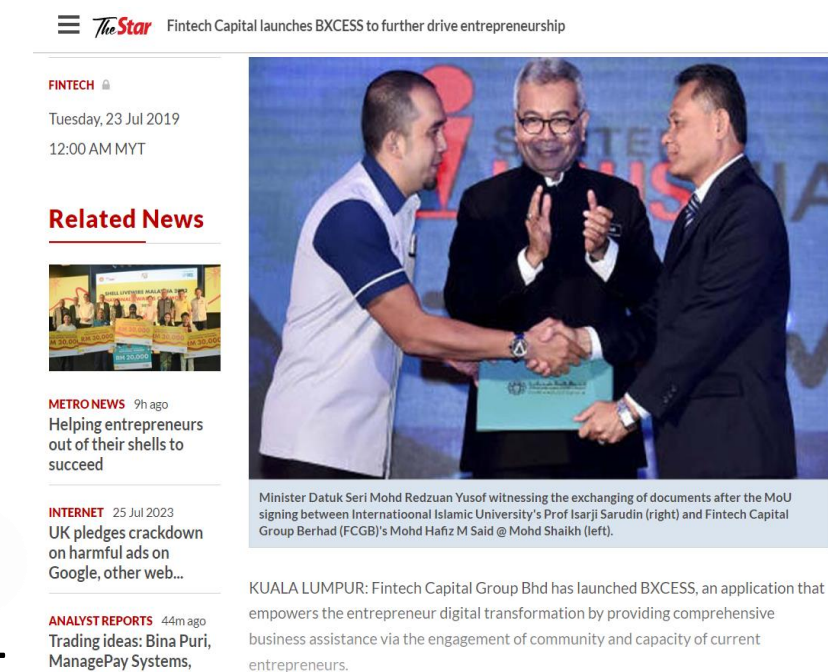 The Star Fintech Capital launches BXCESS to further drive entrepreneurship
FINTECH
Tuesday, 23 Jul 2019
12:00 AM MYT
Related News
SHELL LIVEWIRE MALAYSIA
RM 30,000
METRO NEWS 9h ago
Helping entrepreneurs
out of their shells to
succeed
INTERNET 25 Jul 2023
UK pledges crackdown
on harmful ads on
Google, other web...
ANALYST REPORTS 44m ago
Trading ideas: Bina Puri,
ManagePay Systems,
Minister Datuk Seri Mohd Redzuan Yusof witnessing the exchanging of documents after the MoU
signing between Internatioonal Islamic University's Prof Isarji Sarudin (right) and Fintech Capital
Group Berhad (FCGB)'s Mohd Hafiz M Said @ Mohd Shaikh (left).
KUALA LUMPUR: Fintech Capital Group Bhd has launched BXCESS, an application that
empowers the entrepreneur digital transformation by providing comprehensive
business assistance via the engagement of community and capacity of current
entrepreneurs.